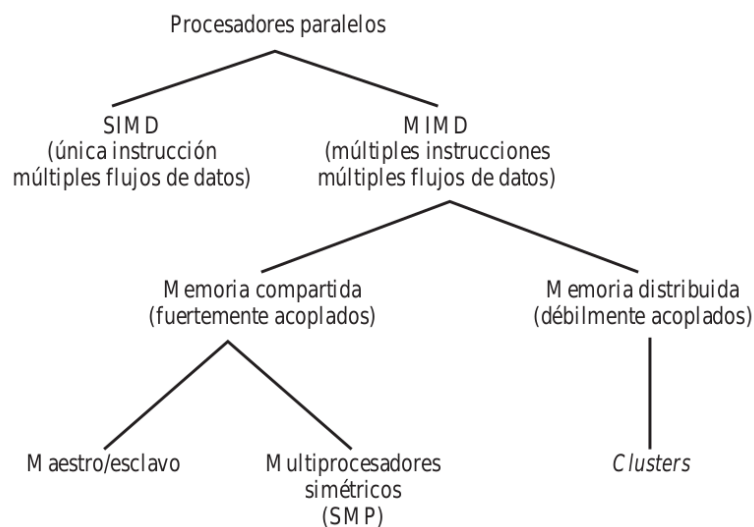 Procesadores paralelos
SIMD
(única instrucción
múltiples flujos de datos)
MIMD
(múltiples instrucciones
múltiples flujos de datos)
Memoria compartida
(fuertemente acoplados)
Memoria distribuida
(débilmente acoplados)
Maestro/esclavo
Multiprocesadores
simétricos
(SMP)
Clusters